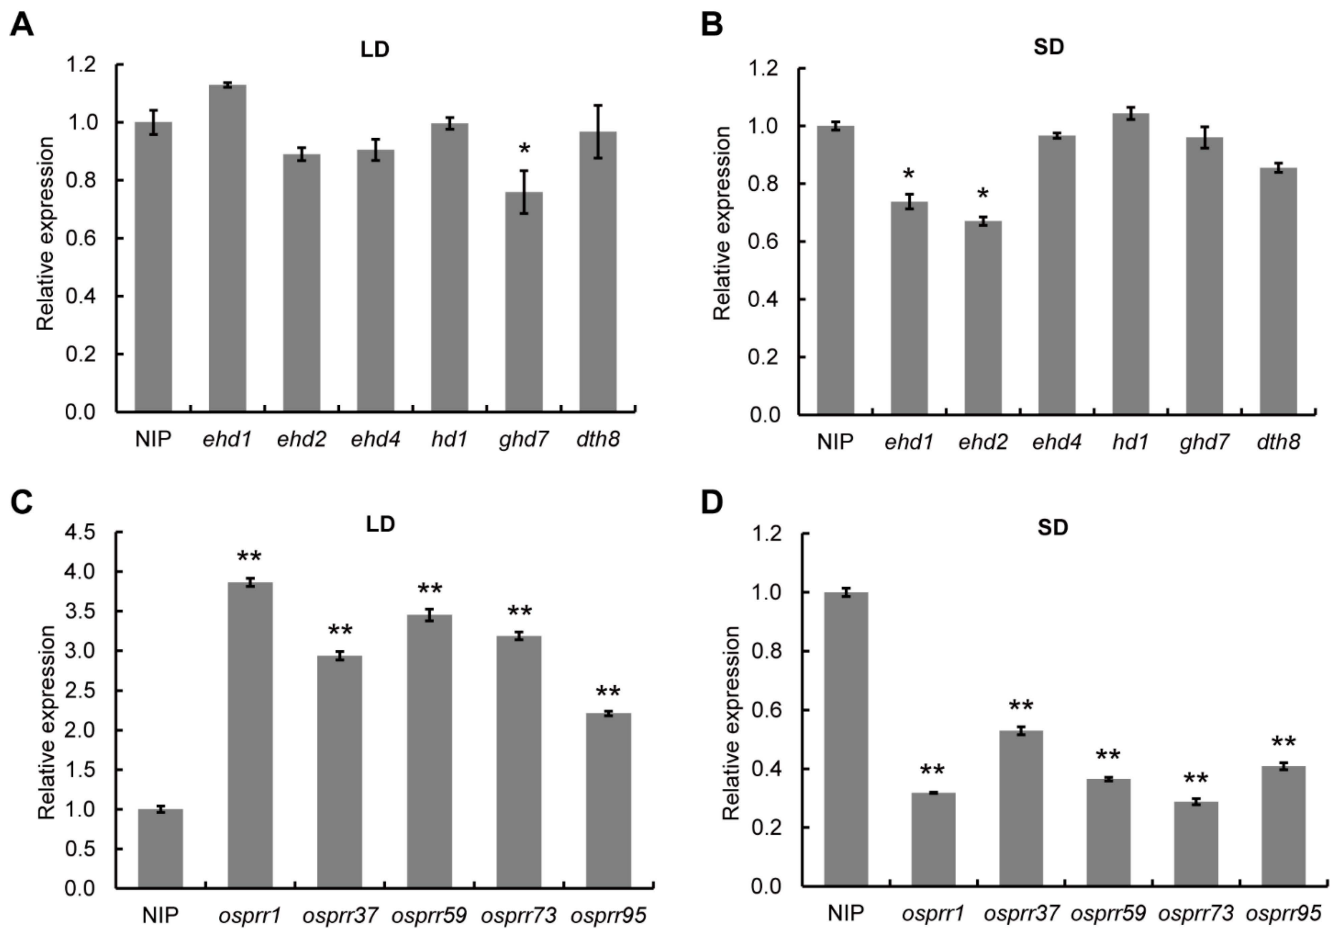 A
LD
Relative expression
1.2
1.0
0.8
0.6
0.4
0.2
0.0
*
NIP ehd1 ehd2 ehd4 hd1 ghd7 dth8
B
SD
Relative expression
1.2
1.0
0.8
0.6
0.4
0.2
0.0
* *
NIP ehd1 ehd2 ehd4 hd1 ghd7 dth8
C
LD
Relative expression
4.5
4.0
3.5
3.0
2.5
2.0
1.5
1.0
0.5
0.0
** ** ** ** **
NIP osprr1 osprr37 osprr59 osprr73 osprr95
D
SD
Relative expression
1.2
1.0
0.8
0.6
0.4
0.2
0.0
** ** ** ** **
NIP osprr1 osprr37 osprr59 osprr73 osprr95